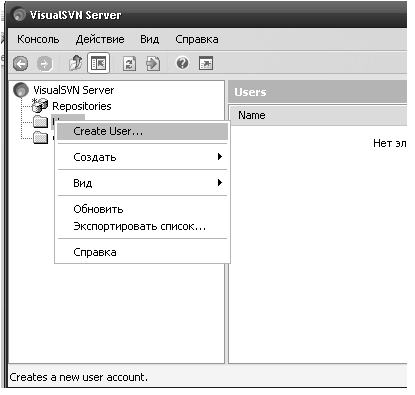 VisualSVN Server
Консоль Действие Вид Справка
VisualSVN Server
Repositories
Users
Name
Нет эл
Create User...
Создать
Вид
Обновить
Экспортировать список...
Справка
Creates a new user account.